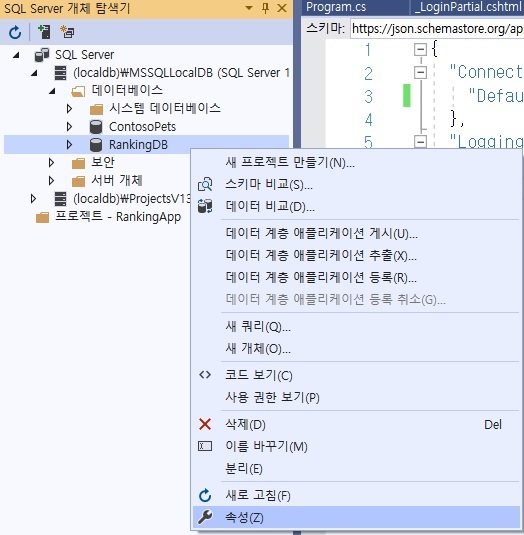 SQL Server 개체 탐색기
SQL Server
(localdb)₩MSSQLLocalDB (SQL Server 1
데이터베이스
시스템 데이터베이스
ContosoPets
RankingDB
보안
서버 개체
(localdb)₩ProjectsV13
프로젝트 - RankingApp
Program.cs
_LoginPartial.cshtml
스키마: https://json.schemastore.org/ap
1 {
2 "Connect
3 "Defau
4 },
5 "Logging
새 프로젝트 만들기(N)...
스키마 비교(S)...
데이터 비교(D)...
데이터 계층 애플리케이션 게시(U)...
데이터 계층 애플리케이션 추출(X)...
데이터 계층 애플리케이션 등록(R)...
데이터 계층 애플리케이션 등록 취소(G)...
새 쿼리(Q)...
새 개체(O)...
코드 보기(C)
사용 권한 보기(P)
삭제(D) Del
이름 바꾸기(M)
분리(E)
새로 고침(F)
속성(Z)